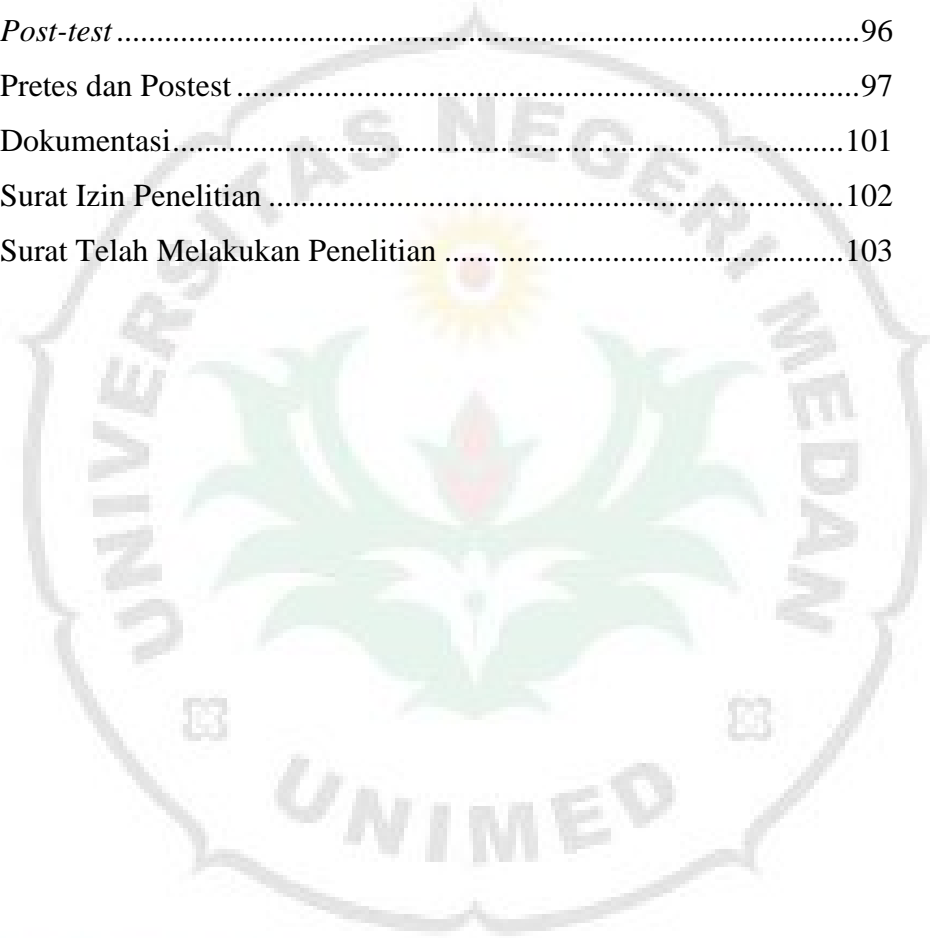 Post-test ............................................................................................... 96
Pretes dan Postest ................................................................................ 97
Dokumentasi ...................................................................................... 101
Surat Izin Penelitian .......................................................................... 102
Surat Telah Melakukan Penelitian ................................................... 103
UNIVERSITAS NEGERI MEDAN
UNIMED